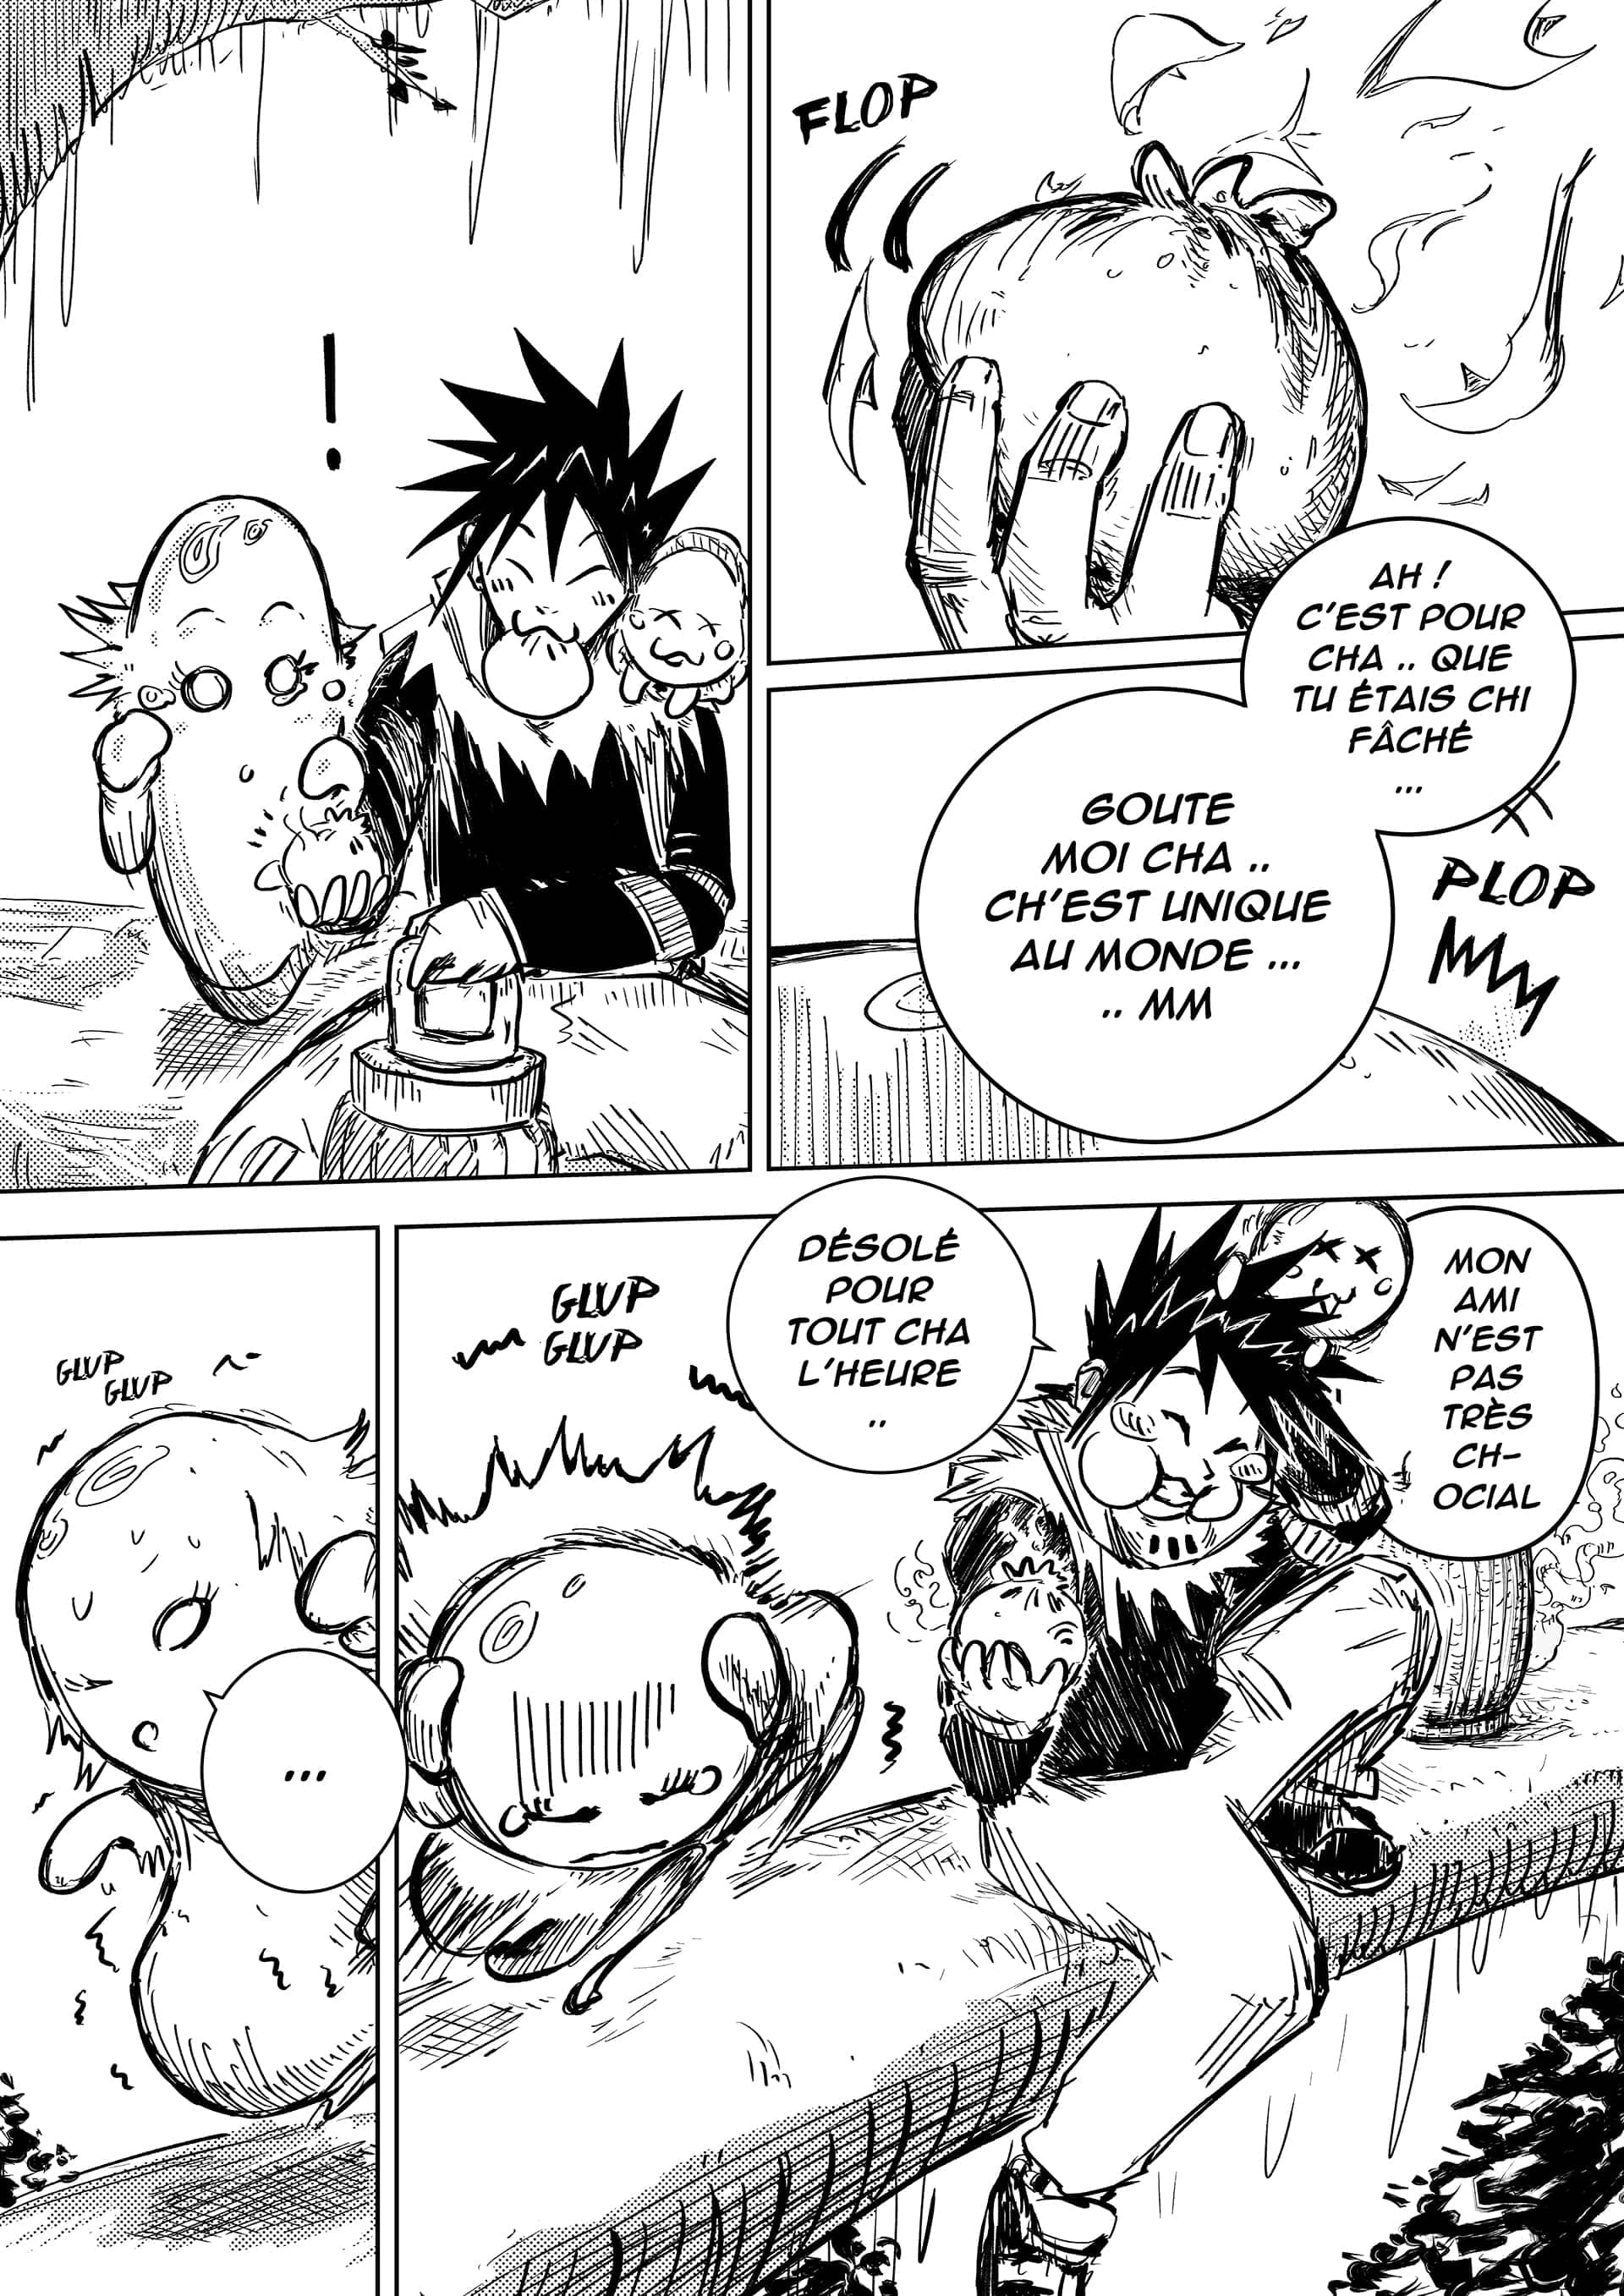 FLOP
AH !
C'EST POUR
CHA .. QUE
TU ÉTAIS CHI
FÂCHÉ
...
GOUTE
MOI CHA ..
CH'EST UNIQUE
AU MONDE ...
.. MM
PLOP
!
MON
AMI
N'EST
PAS
TRÈS
CH-
OCIAL
DÉSOLÉ
POUR
TOUT CHA
L'HEURE
..
GLUP
GLUP
GLUP
GLUP
...